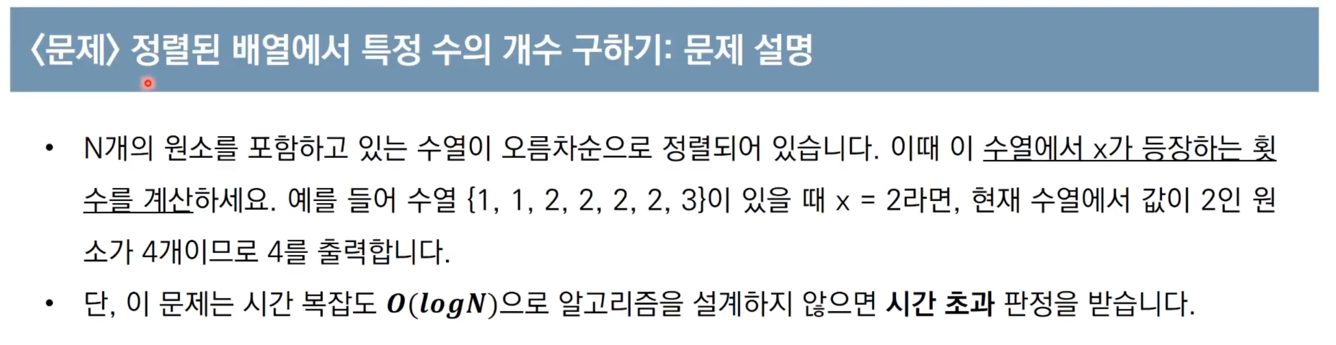 〈문제〉 정렬된 배열에서 특정 수의 개수 구하기: 문제 설명
• N개의 원소를 포함하고 있는 수열이 오름차순으로 정렬되어 있습니다. 이때 이 수열에서 x가 등장하는 횟
수를 계산하세요. 예를 들어 수열 {1, 1, 2, 2, 2, 2, 3}이 있을 때 x = 2라면, 현재 수열에서 값이 2인 원
소가 4개이므로 4를 출력합니다.
• 단, 이 문제는 시간 복잡도 O(logN)으로 알고리즘을 설계하지 않으면 시간 초과 판정을 받습니다.